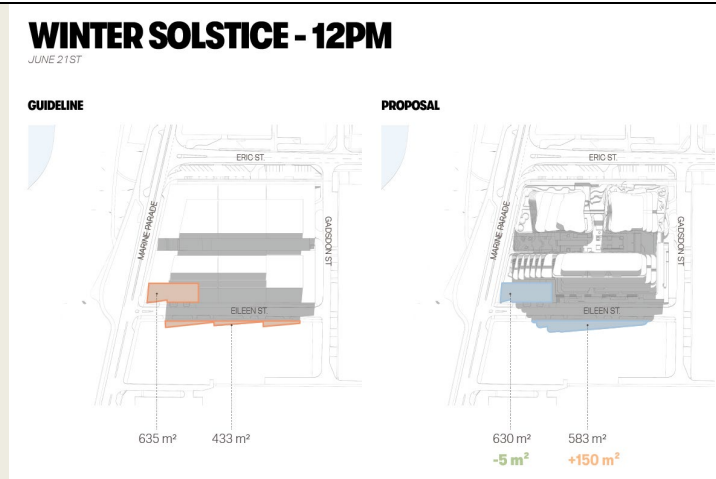 WINTER SOLSTICE - 12PM
JUNE 21ST
GUIDELINE
ERIC ST.
MARINE PARADE
GADSDON ST
EILEEN ST.
635 m²
433 m²
PROPOSAL
ERIC ST.
MARINE PARADE
GADSDON ST
EILEEN ST.
630 m²
583 m²
-5 m²
+150 m²